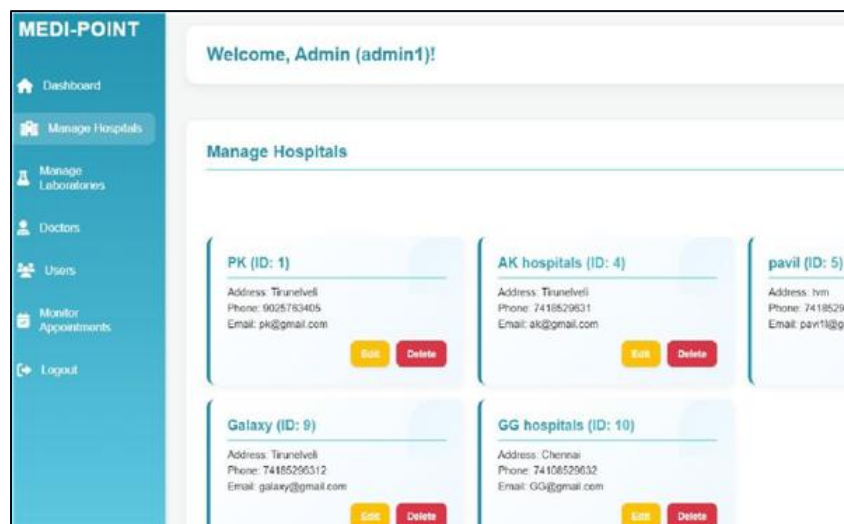 MEDI-POINT
Dashboard
Manage Hospitals
Manage
Laboratories
Doctors
Users
Monitor
Appointments
Logout
Welcome, Admin (admin1)!
Manage Hospitals
PK (ID: 1)
Address: Tirunelveli
Phone: 9025763405
Email: pk@gmail.com
Edit Delete
AK hospitals (ID: 4)
Address: Tirunelveli
Phone: 7418529631
Email: ak@gmail.com
Edit Delete
pavil (ID: 5)
Address: tvm
Phone: 7418529
Galaxy (ID: 9)
Address: Tirunelveli
Phone: 74185296312
Email: galaxy@gmail.com
Edit Delete
GG hospitals (ID: 10)
Address: Chennai
Phone: 74108529632
Email: GG@gmail.com
Edit Delete